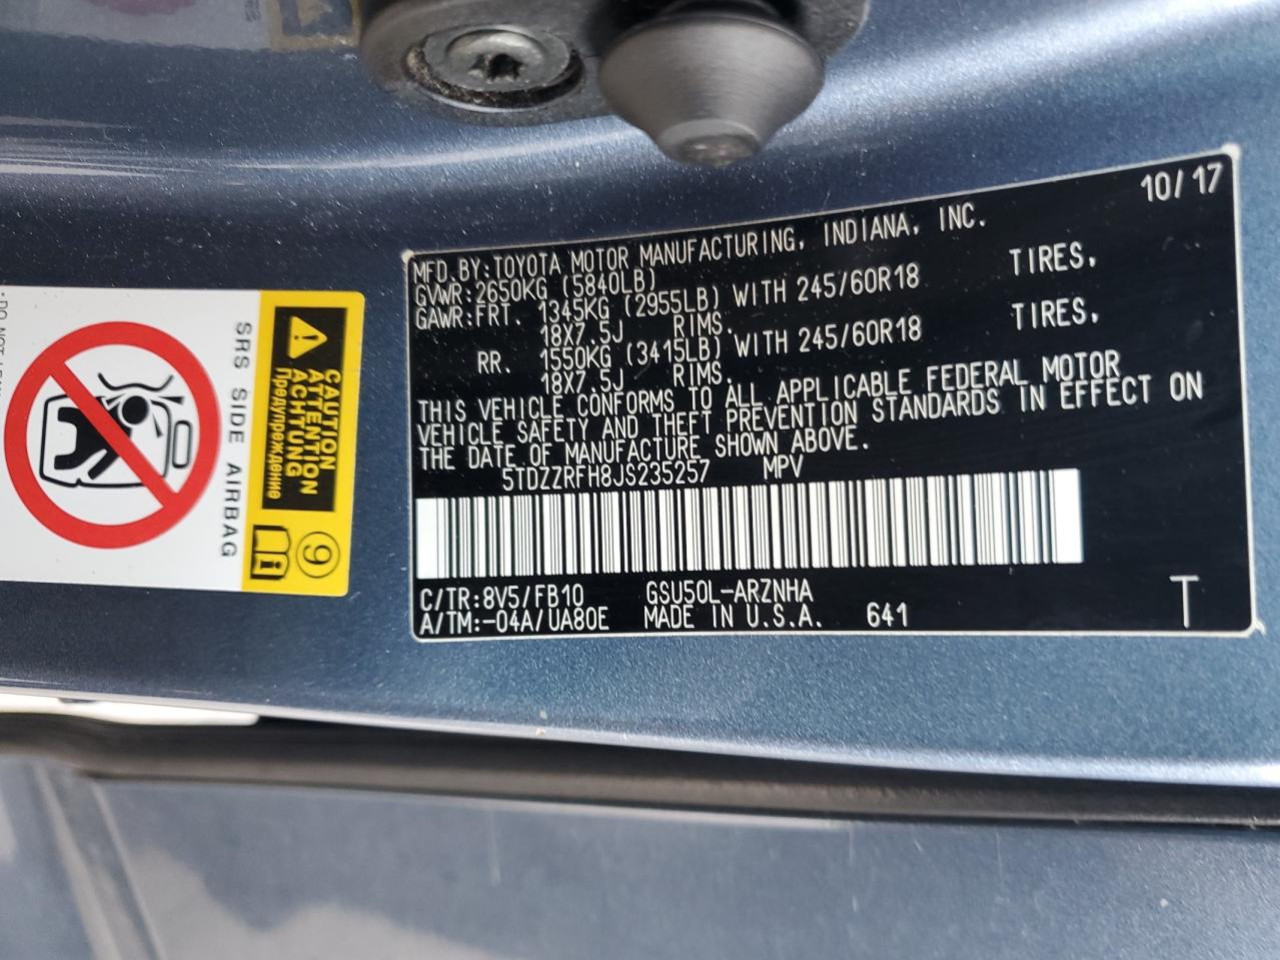 10/17
MFD.BY:TOYOTA MOTOR MANUFACTURING, INDIANA, INC.
GVWR:2650KG (5840LB)
GAWR:FRT. 1345KG (2955LB) WITH 245/60R18 TIRES,
18X7.5J RIMS.
RR. 1550KG (3415LB) WITH 245/60R18 TIRES,
18X7.5J RIMS.
THIS VEHICLE CONFORMS TO ALL APPLICABLE FEDERAL MOTOR
VEHICLE SAFETY AND THEFT PREVENTION STANDARDS IN EFFECT ON
THE DATE OF MANUFACTURE SHOWN ABOVE.
5TDZZRFH8JS235257 MPV
C/TR:8V5/FB10 GSU50L-ARZNHA
A/TM:-04A/UA80E MADE IN U.S.A. 641
T
CAUTION
ATTENTION
ACHTUNG
Предупреждение
9
i
SRS SIDE AIRBAG